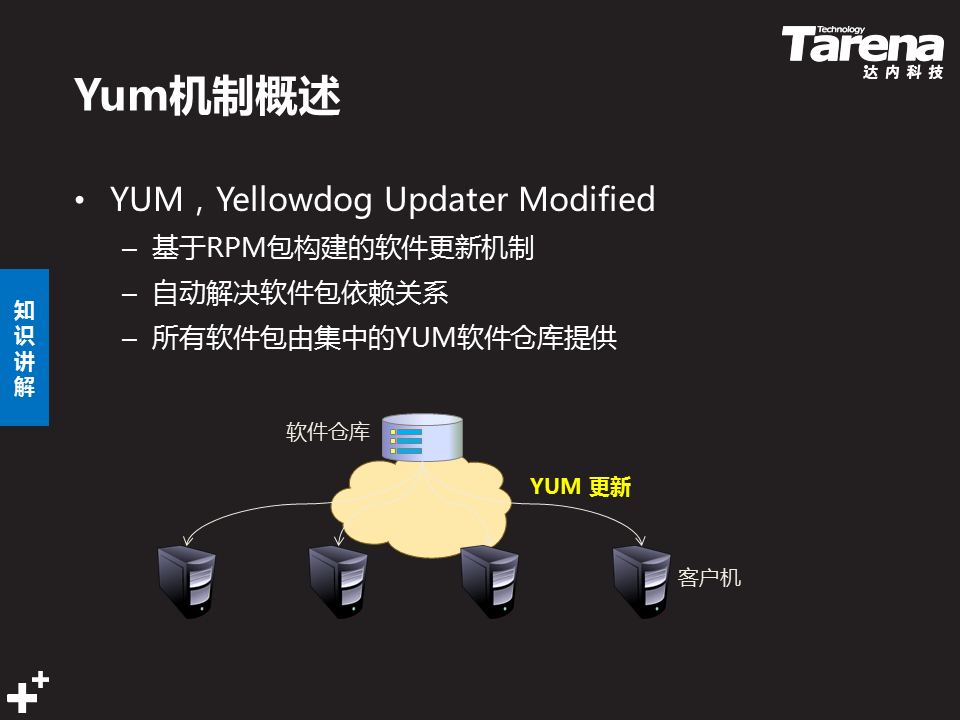 Technology
Tarena
达内科技
Yum机制概述
• YUM，Yellowdog Updater Modified
– 基于RPM包构建的软件更新机制
– 自动解决软件包依赖关系
– 所有软件包由集中的YUM软件仓库提供
知识讲解
软件仓库
YUM 更新
客户机